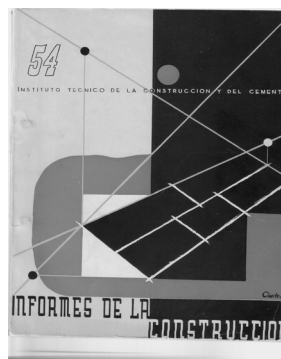 54
INSTITUTO TECNICO DE LA CONSTRUCCION Y DEL CEMENT
INFORMES DE LA
CONSTRUCCION